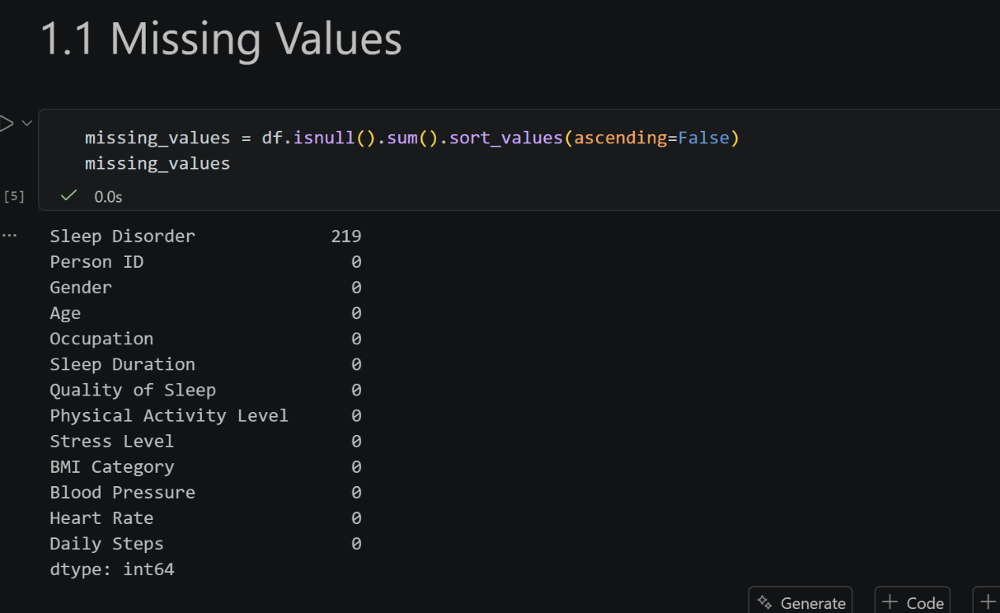 1.1 Missing Values
missing_values = df.isnull().sum().sort_values(ascending=False)
missing_values
[5] 0.0s
Sleep Disorder 219
Person ID 0
Gender 0
Age 0
Occupation 0
Sleep Duration 0
Quality of Sleep 0
Physical Activity Level 0
Stress Level 0
BMI Category 0
Blood Pressure 0
Heart Rate 0
Daily Steps 0
dtype: int64
Generate + Code +